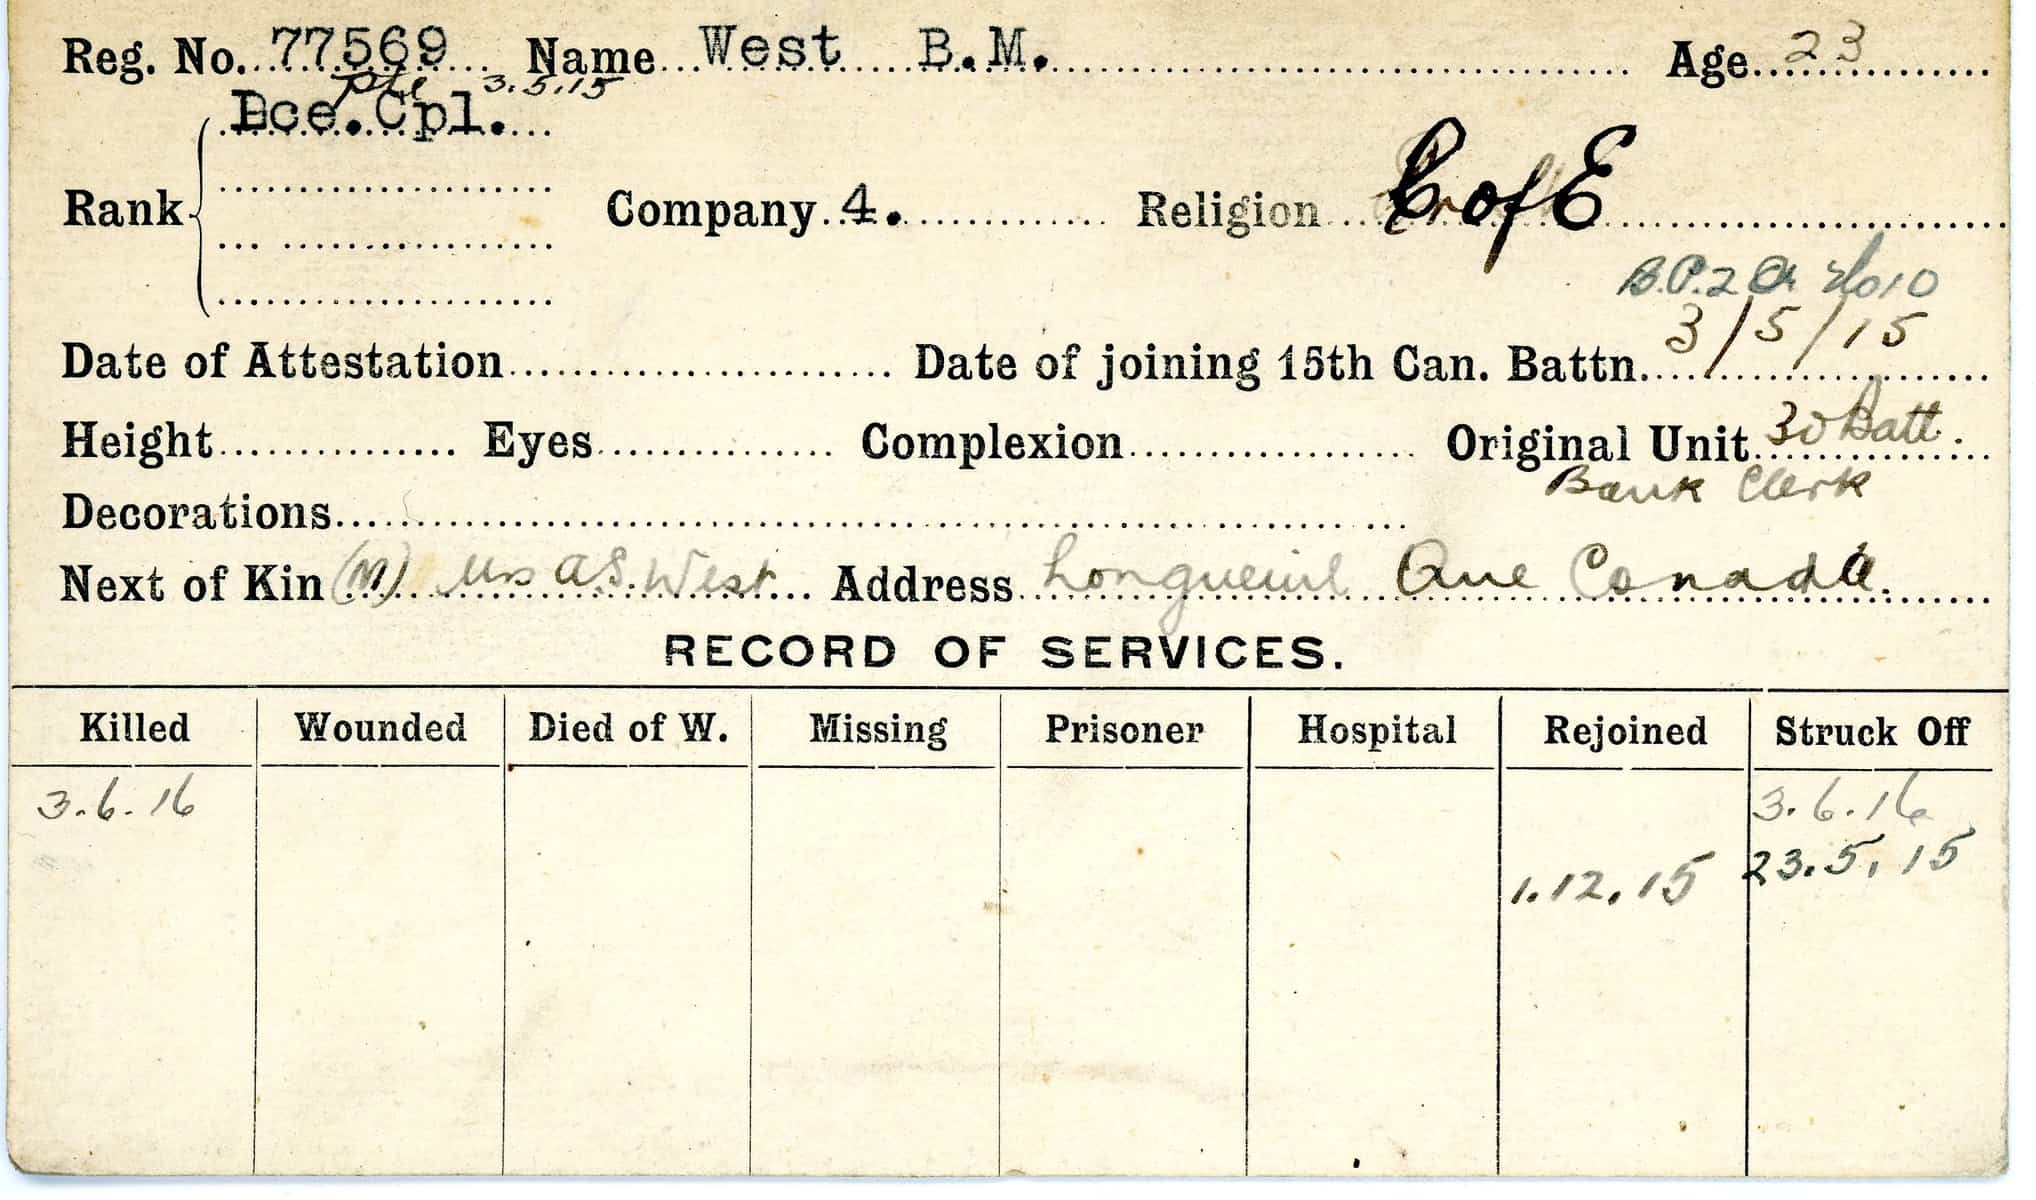 Reg. No. 77569 Name West B.M. Age 23
Pte 3.5.15
Lce. Cpl.
Rank Company 4. Religion C of E
3/5/15
Date of Attestation Date of joining 15th Can. Battn.
Height Eyes Complexion Original Unit 30 Batt.
Bank Clerk
Decorations
Next of Kin (M) Mrs A.S. West Address Longueuil Que Canada.
RECORD OF SERVICES.
Killed Wounded Died of W. Missing Prisoner Hospital Rejoined Struck Off
3.6.16 3.6.16
1.12.15 23.5.15